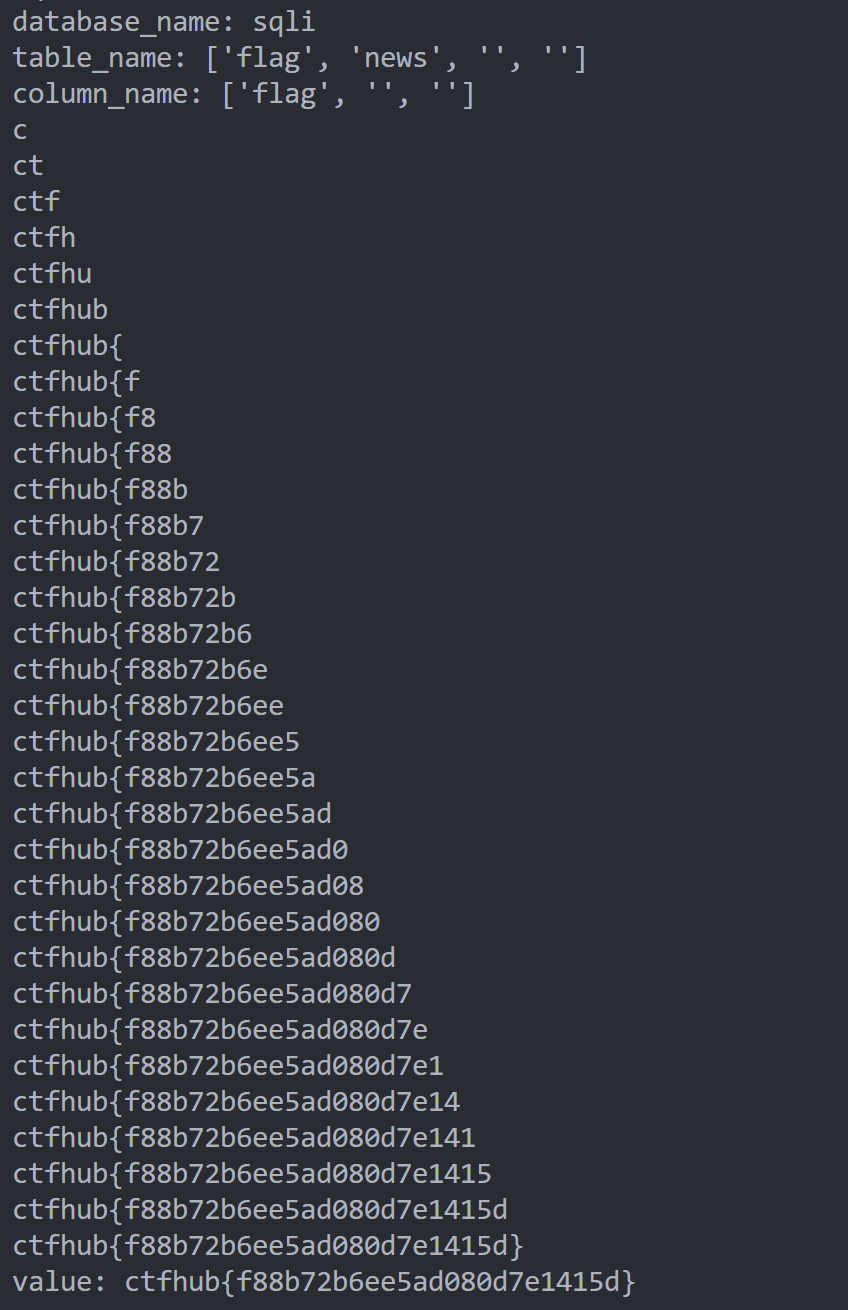 database_name: sqli
table_name: ['flag', 'news', '', '']
column_name: ['flag', '', '']
c
ct
ctf
ctfh
ctfhu
ctfhub
ctfhub{
ctfhub{f
ctfhub{f8
ctfhub{f88
ctfhub{f88b
ctfhub{f88b7
ctfhub{f88b72
ctfhub{f88b72b
ctfhub{f88b72b6
ctfhub{f88b72b6e
ctfhub{f88b72b6ee
ctfhub{f88b72b6ee5
ctfhub{f88b72b6ee5a
ctfhub{f88b72b6ee5ad
ctfhub{f88b72b6ee5ad0
ctfhub{f88b72b6ee5ad08
ctfhub{f88b72b6ee5ad080
ctfhub{f88b72b6ee5ad080d
ctfhub{f88b72b6ee5ad080d7
ctfhub{f88b72b6ee5ad080d7e
ctfhub{f88b72b6ee5ad080d7e1
ctfhub{f88b72b6ee5ad080d7e14
ctfhub{f88b72b6ee5ad080d7e141
ctfhub{f88b72b6ee5ad080d7e1415
ctfhub{f88b72b6ee5ad080d7e1415d
ctfhub{f88b72b6ee5ad080d7e1415d}
value: ctfhub{f88b72b6ee5ad080d7e1415d}